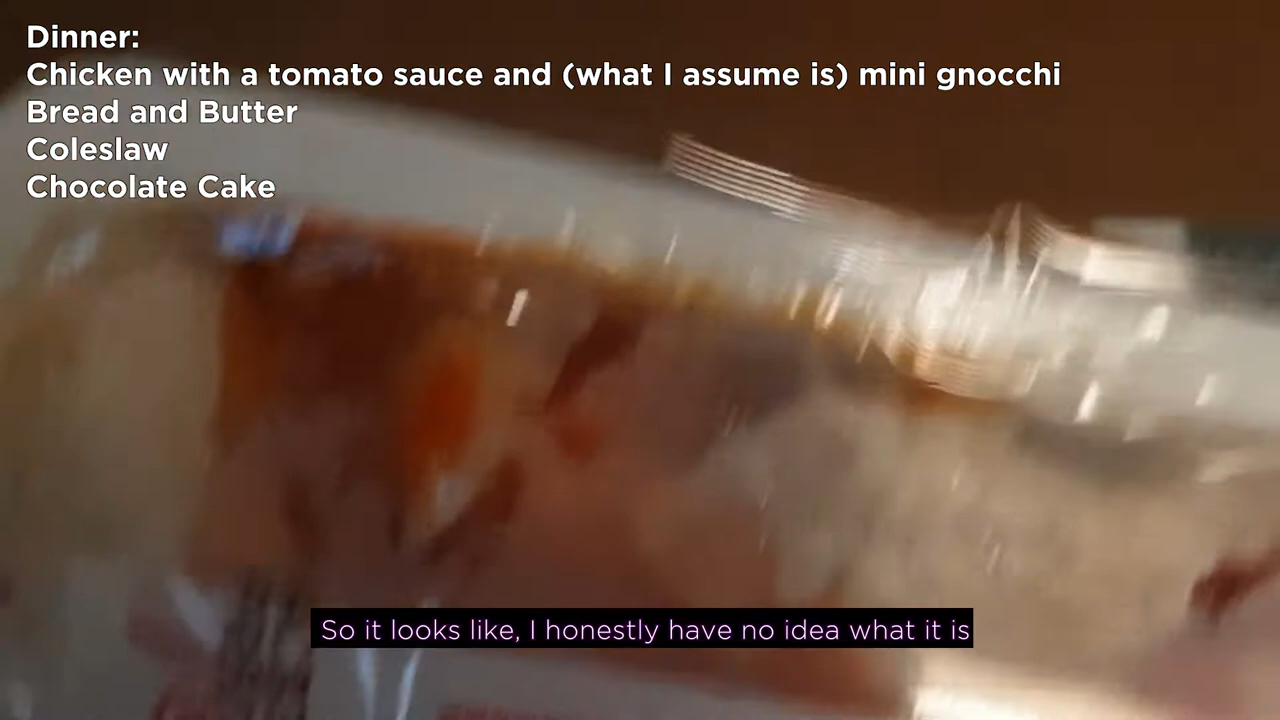 Dinner:
Chicken with a tomato sauce and (what I assume is) mini gnocchi
Bread and Butter
Coleslaw
Chocolate Cake
So it looks like, I honestly have no idea what it is